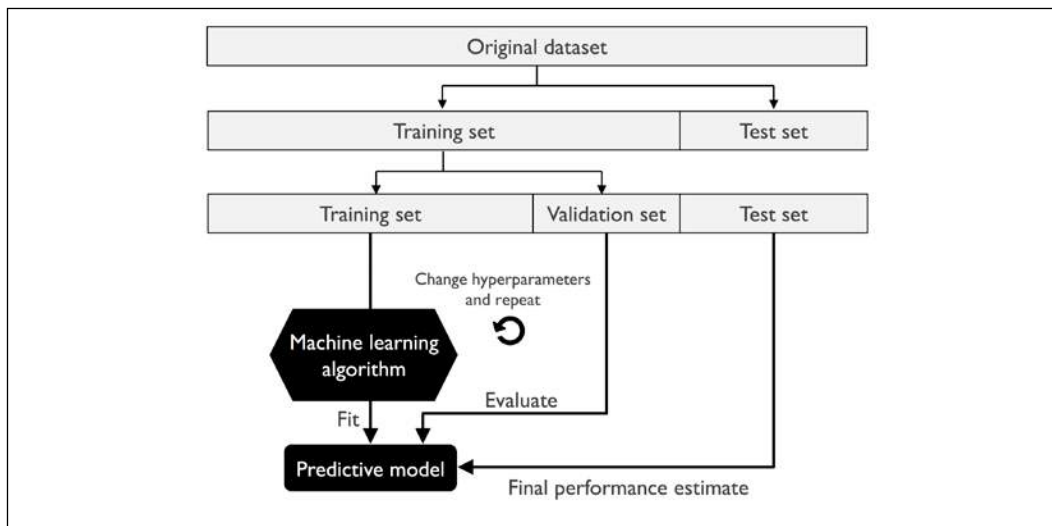 Original dataset
Training set
Test set
Training set
Validation set
Test set
Change hyperparameters
and repeat
Machine learning
algorithm
Fit
Evaluate
Predictive model
Final performance estimate